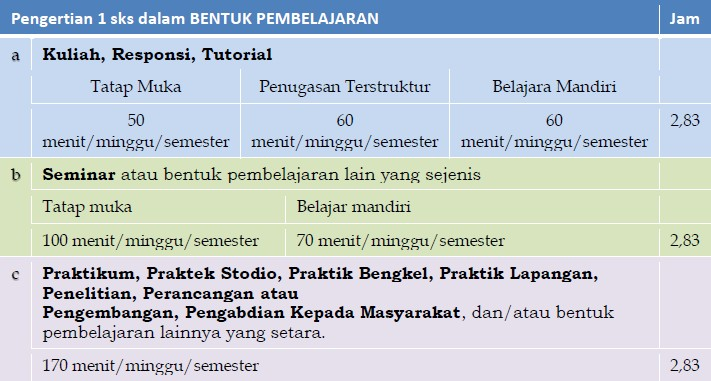 Pengertian 1 sks dalam BENTUK PEMBELAJARAN Jam
a Kuliah, Responsi, Tutorial
Tatap Muka Penugasan Terstruktur Belajara Mandiri
50 60 60 2,83
menit/minggu/semester menit/minggu/semester menit/minggu/semester
b Seminar atau bentuk pembelajaran lain yang sejenis
Tatap muka Belajar mandiri
100 menit/minggu/semester 70 menit/minggu/semester 2,83
c Praktikum, Praktek Stodio, Praktik Bengkel, Praktik Lapangan,
Penelitian, Perancangan atau
Pengembangan, Pengabdian Kepada Masyarakat, dan/atau bentuk
pembelajaran lainnya yang setara.
170 menit/minggu/semester 2,83